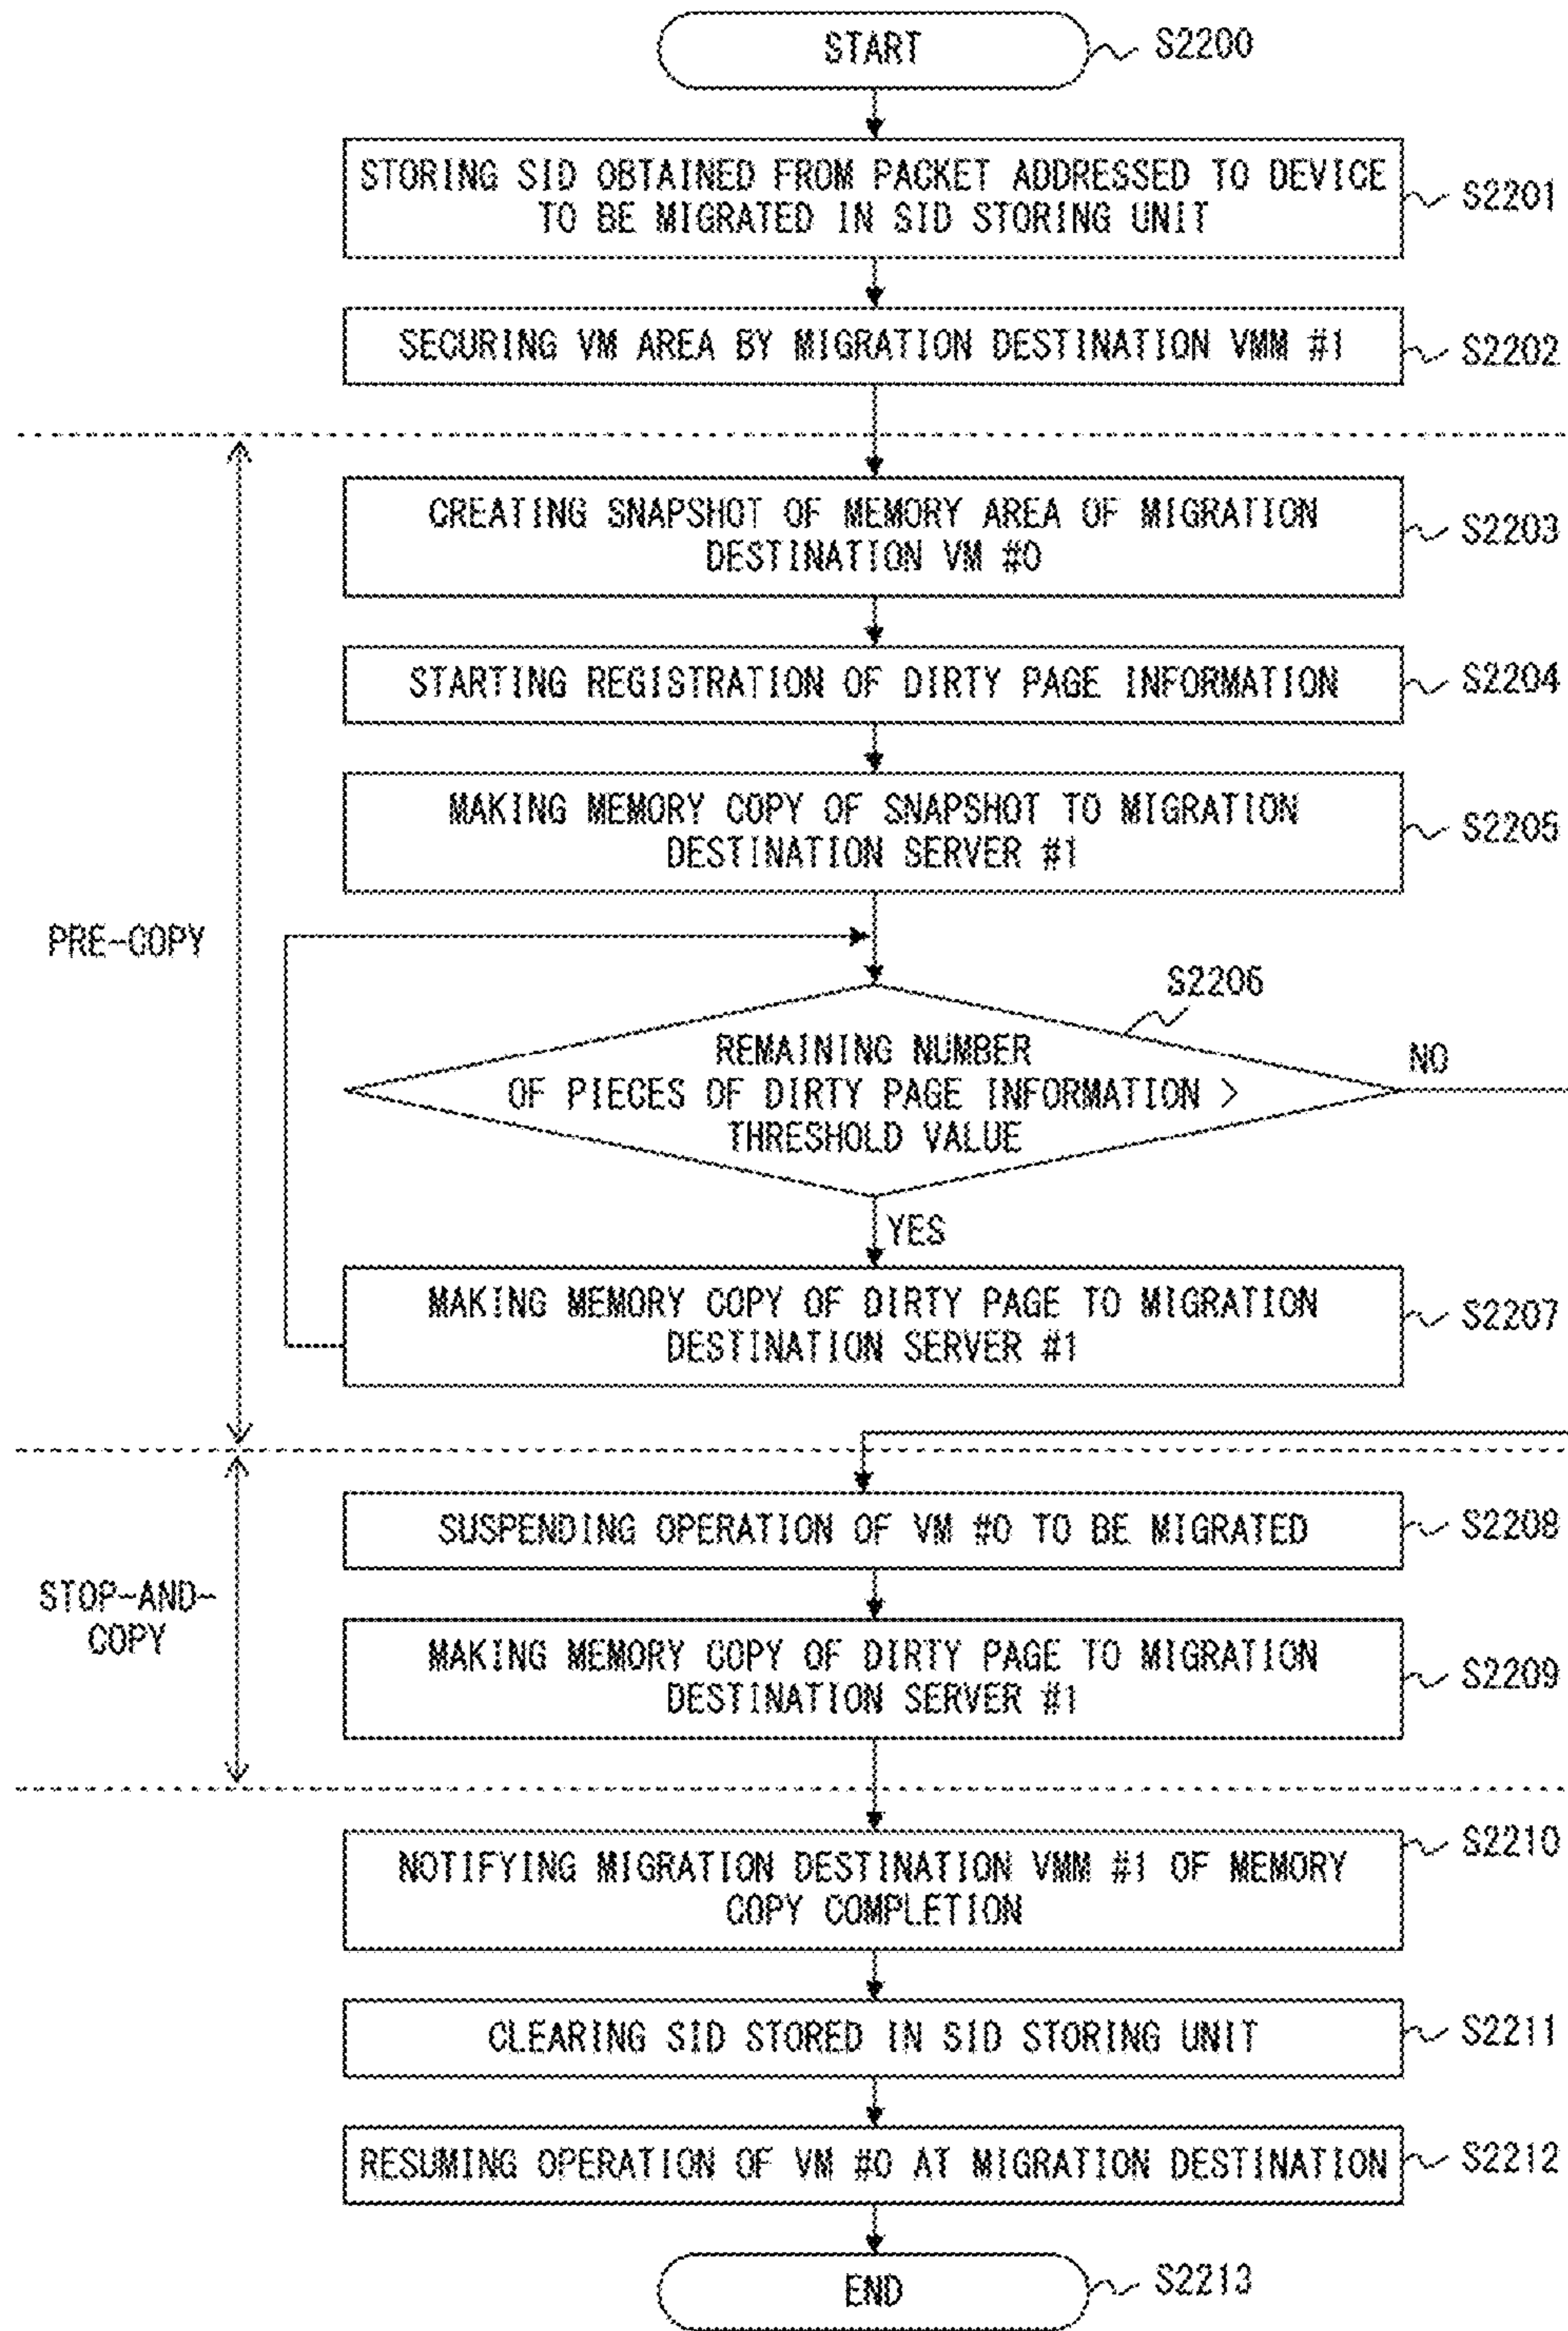 START
S2200
STORING SID OBTAINED FROM PACKET ADDRESSED TO DEVICE
TO BE MIGRATED IN SID STORING UNIT
S2201
SECURING VM AREA BY MIGRATION DESTINATION VMM #1
S2202
CREATING SNAPSHOT OF MEMORY AREA OF MIGRATION
DESTINATION VM #0
S2203
STARTING REGISTRATION OF DIRTY PAGE INFORMATION
S2204
MAKING MEMORY COPY OF SNAPSHOT TO MIGRATION
DESTINATION SERVER #1
S2205
PRE-COPY
S2206
REMAINING NUMBER
OF PIECES OF DIRTY PAGE INFORMATION >
THRESHOLD VALUE
NO
YES
MAKING MEMORY COPY OF DIRTY PAGE TO MIGRATION
DESTINATION SERVER #1
S2207
SUSPENDING OPERATION OF VM #0 TO BE MIGRATED
S2208
STOP-AND-
COPY
MAKING MEMORY COPY OF DIRTY PAGE TO MIGRATION
DESTINATION SERVER #1
S2209
NOTIFYING MIGRATION DESTINATION VMM #1 OF MEMORY
COPY COMPLETION
S2210
CLEARING SID STORED IN SID STORING UNIT
S2211
RESUMING OPERATION OF VM #0 AT MIGRATION DESTINATION
S2212
END
S2213